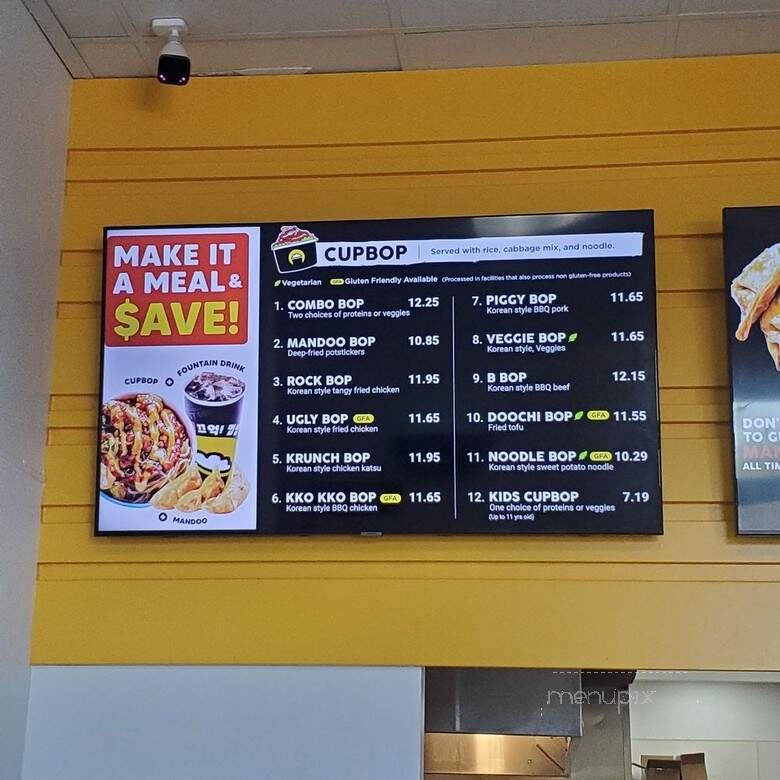 MAKE IT
A MEAL &
$AVE!
CUPBOP
FOUNTAIN DRINK
MANDOO
CUPBOP Served with rice, cabbage mix, and noodle.
Vegetarian GFA Gluten Friendly Available (Processed in facilities that also process non gluten-free products)
1. COMBO BOP 12.25
Two choices of proteins or veggies
2. MANDOO BOP 10.85
Deep-fried potstickers
3. ROCK BOP 11.95
Korean style tangy fried chicken
4. UGLY BOP GFA 11.65
Korean style fried chicken
5. KRUNCH BOP 11.95
Korean style chicken katsu
6. KKO KKO BOP GFA 11.65
Korean style BBQ chicken
7. PIGGY BOP 11.65
Korean style BBQ pork
8. VEGGIE BOP 11.65
Korean style, Veggies
9. B BOP 12.15
Korean style BBQ beef
10. DOOCHI BOP GFA 11.55
Fried tofu
11. NOODLE BOP GFA 10.29
Korean style sweet potato noodle
12. KIDS CUPBOP 7.19
One choice of proteins or veggies
(Up to 11 yrs old)
DON'
TO G
MAN
ALL TIM
menupix